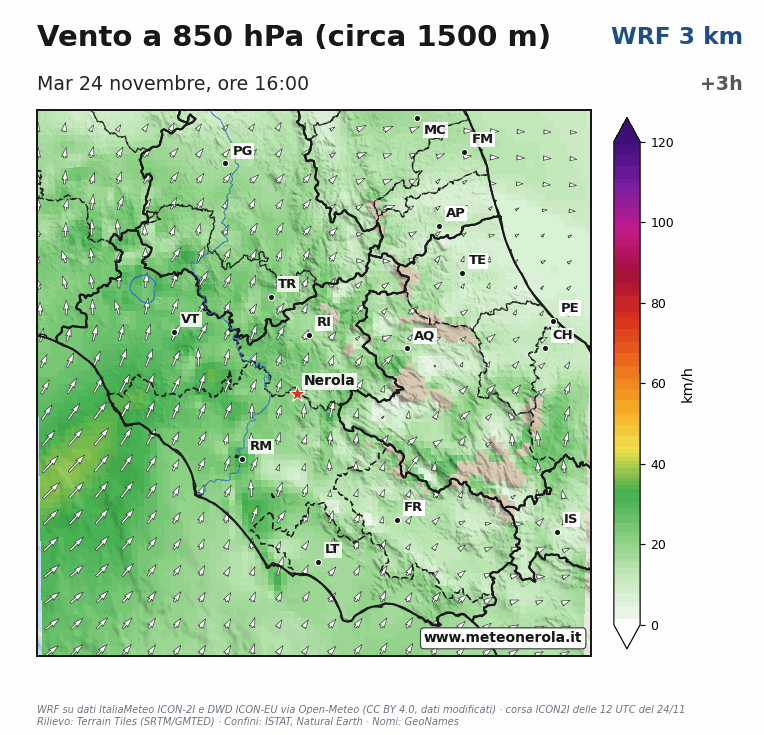 Vento a 850 hPa (circa 1500 m)
WRF 3 km
Mar 24 novembre, ore 16:00
+3h
MC
FM
PG
AP
TE
TR
PE
VT
RI
AQ
CH
Nerola
RM
FR
IS
LT
www.meteonerola.it
120
100
80
60
40
20
0
km/h
WRF su dati ItaliaMeteo ICON-2I e DWD ICON-EU via Open-Meteo (CC BY 4.0, dati modificati) · corsa ICON2I delle 12 UTC del 24/11
Rilievo: Terrain Tiles (SRTM/GMTED) · Confini: ISTAT, Natural Earth · Nomi: GeoNames